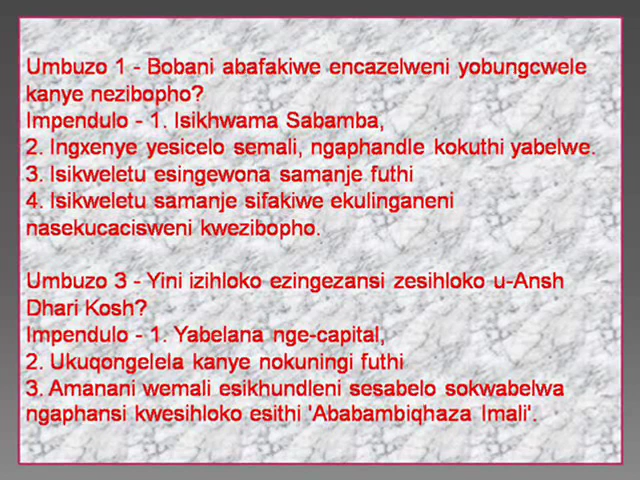 Umbuzo 1 - Bobani abafakiwe encazelweni yobungcwele
kanye nezibopho?
Impendulo - 1. Isikhwama Sabamba,
2. Ingxenye yesicelo semali, ngaphandle kokuthi yabelwe.
3. Isikweletu esingewona samanje futhi
4. Isikweletu samanje sifakiwe ekulinganeni
nasekucacisweni kwezibopho.
Umbuzo 3 - Yini izihloko ezingezansi zesihloko u-Ansh
Dhari Kosh?
Impendulo - 1. Yabelana nge-capital,
2. Ukuqongelela kanye nokuningi futhi
3. Amanani wemali esikhundleni sesabelo sokwabelwa
ngaphansi kwesihloko esithi 'Ababambiqhaza Imali'.